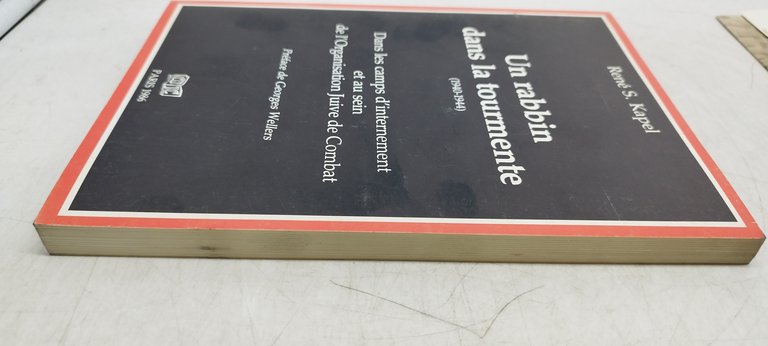 René S. Kapel
Un rabbin
dans la tourmente
(1940-1944)
Dans les camps d'internement
et au sein
de l'Organisation Juive de Combat
Préface de Georges Wellers
PARIS 1986